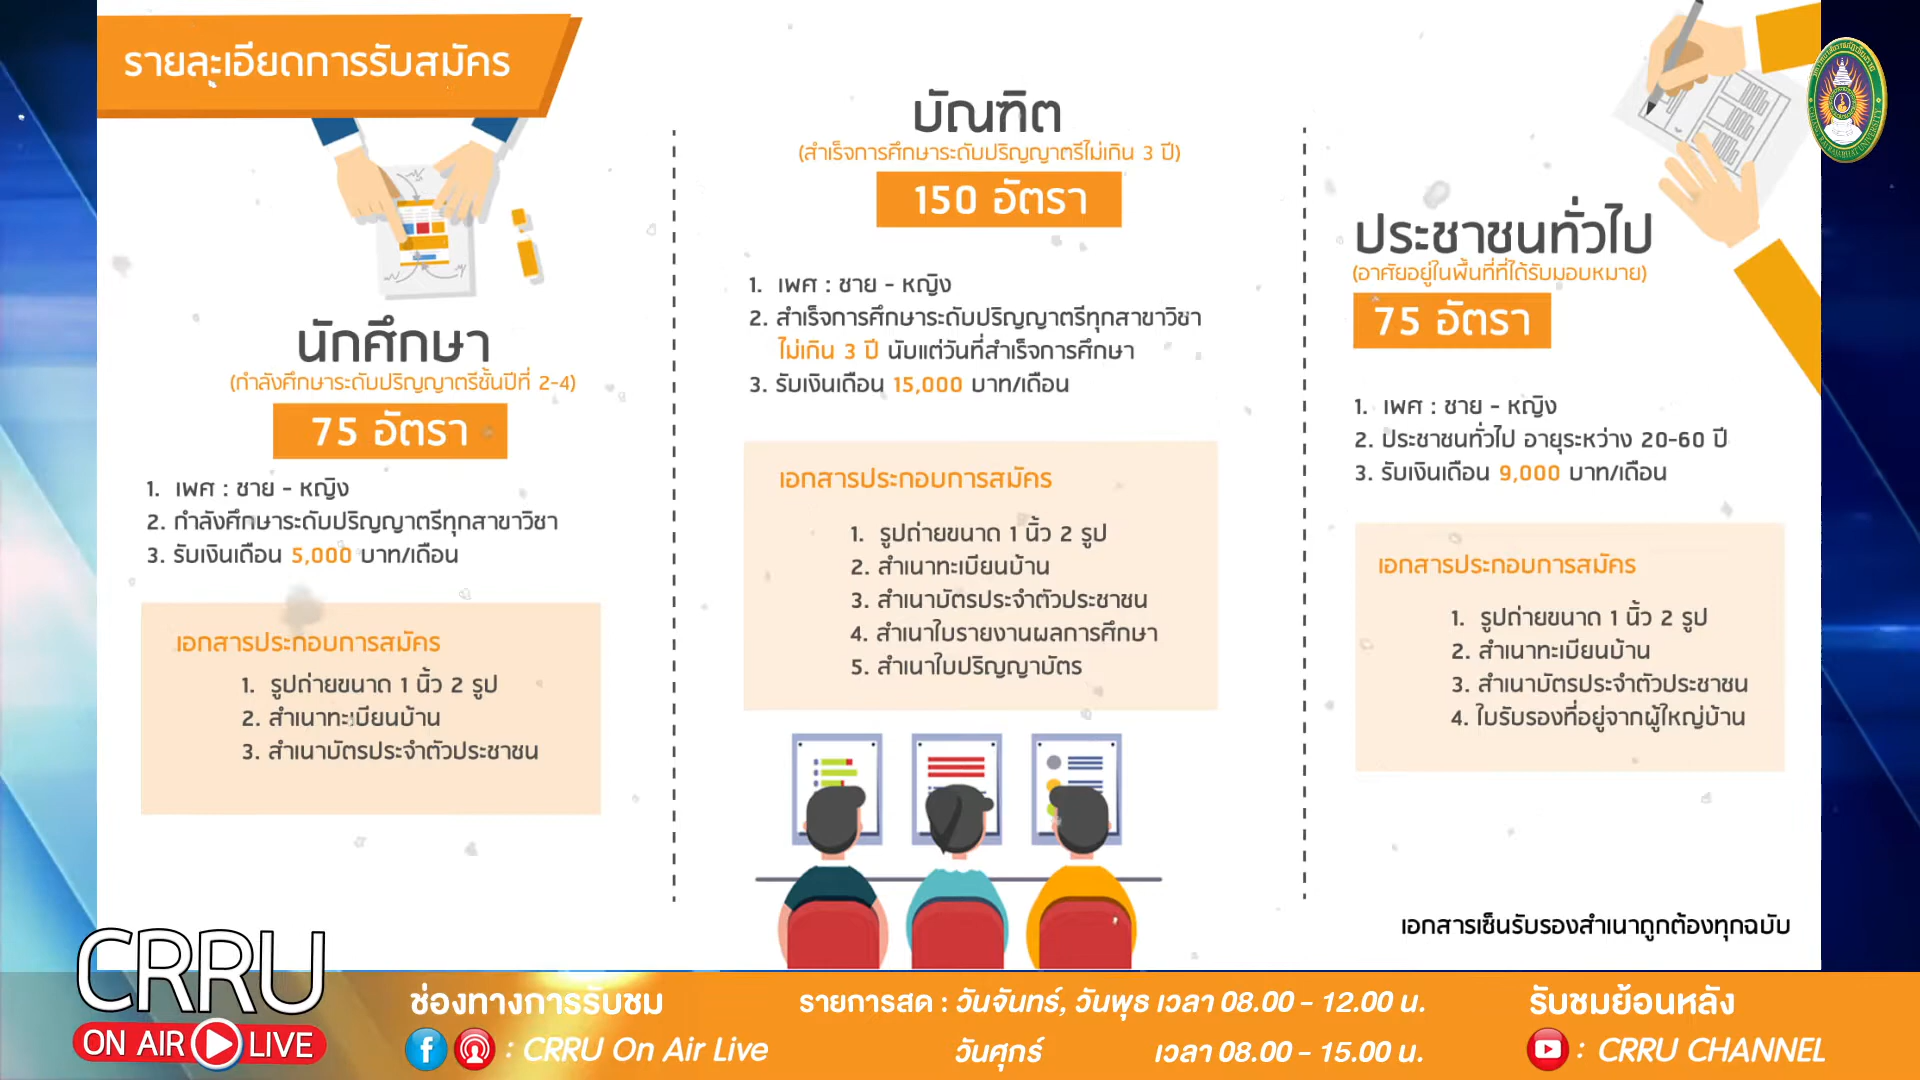 รายละเอียดการรับสมัคร
นักศึกษา
(กำลังศึกษาระดับปริญญาตรีชั้นปีที่ 2-4)
75 อัตรา
1. เพศ : ชาย - หญิง
2. กำลังศึกษาระดับปริญญาตรีทุกสาขาวิชา
3. รับเงินเดือน 5,000 บาท/เดือน
เอกสารประกอบการสมัคร
1. รูปถ่ายขนาด 1 นิ้ว 2 รูป
2. สำเนาทะเบียนบ้าน
3. สำเนาบัตรประจำตัวประชาชน
บัณฑิต
(สำเร็จการศึกษาระดับปริญญาตรีไม่เกิน 3 ปี)
150 อัตรา
1. เพศ : ชาย - หญิง
2. สำเร็จการศึกษาระดับปริญญาตรีทุกสาขาวิชา
ไม่เกิน 3 ปี นับแต่วันที่สำเร็จการศึกษา
3. รับเงินเดือน 15,000 บาท/เดือน
เอกสารประกอบการสมัคร
1. รูปถ่ายขนาด 1 นิ้ว 2 รูป
2. สำเนาทะเบียนบ้าน
3. สำเนาบัตรประจำตัวประชาชน
4. สำเนาใบรายงานผลการศึกษา
5. สำเนาใบปริญญาบัตร
ประชาชนทั่วไป
(อาศัยอยู่ในพื้นที่ที่ได้รับมอบหมาย)
75 อัตรา
1. เพศ : ชาย - หญิง
2. ประชาชนทั่วไป อายุระหว่าง 20-60 ปี
3. รับเงินเดือน 9,000 บาท/เดือน
เอกสารประกอบการสมัคร
1. รูปถ่ายขนาด 1 นิ้ว 2 รูป
2. สำเนาทะเบียนบ้าน
3. สำเนาบัตรประจำตัวประชาชน
4. ใบรับรองที่อยู่จากผู้ใหญ่บ้าน
เอกสารเซ็นรับรองสำเนาถูกต้องทุกฉบับ
CRRU
ON AIR LIVE
ช่องทางการรับชม
: CRRU On Air Live
รายการสด : วันจันทร์, วันพุธ เวลา 08.00 - 12.00 น.
วันศุกร์ เวลา 08.00 - 15.00 น.
รับชมย้อนหลัง
: CRRU CHANNEL